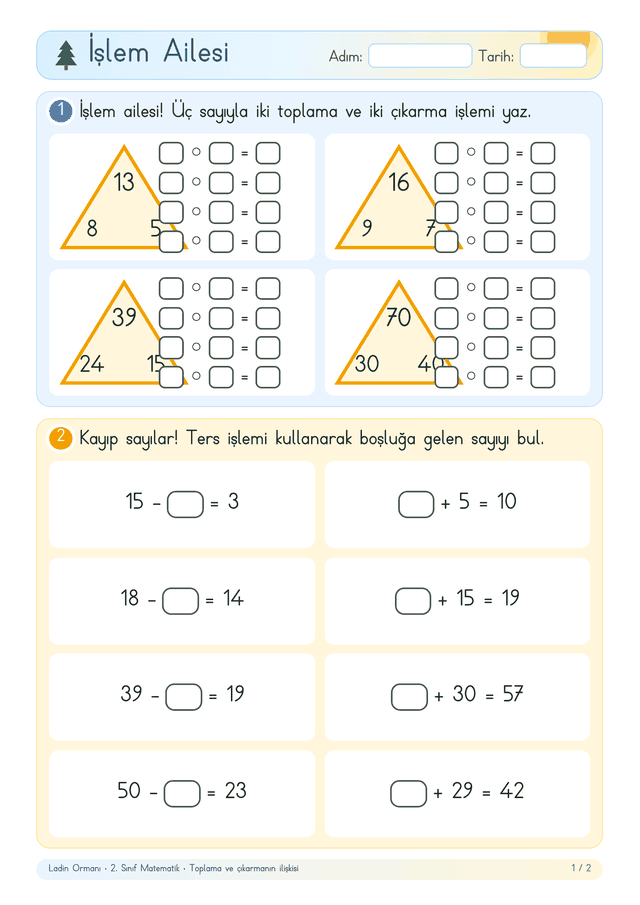 İşlem Ailesi
Adım:
Tarih:
1 İşlem ailesi! Üç sayıyla iki toplama ve iki çıkarma işlemi yaz.
13
8 5
=
=
=
=
16
9 7
=
=
=
=
39
24 15
=
=
=
=
70
30 40
=
=
=
=
2 Kayıp sayılar! Ters işlemi kullanarak boşluğa gelen sayıyı bul.
15 - = 3
+ 5 = 10
18 - = 14
+ 15 = 19
39 - = 19
+ 30 = 57
50 - = 23
+ 29 = 42
Ladin Ormanı • 2. Sınıf Matematik • Toplama ve çıkarmanın ilişkisi
1 / 2